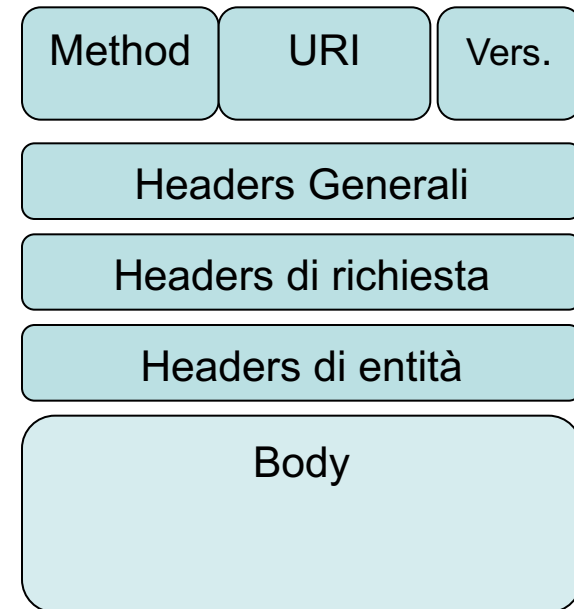 Method URI Vers.
Headers Generali
Headers di richiesta
Headers di entità
Body